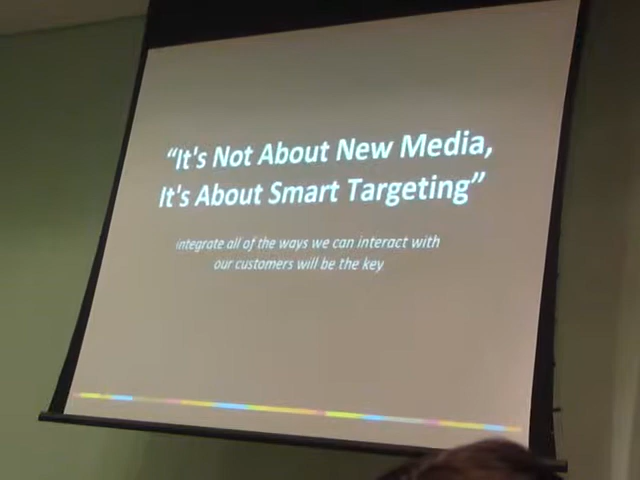 “It's Not About New Media,
It's About Smart Targeting”
integrate all of the ways we can interact with
our customers will be the key